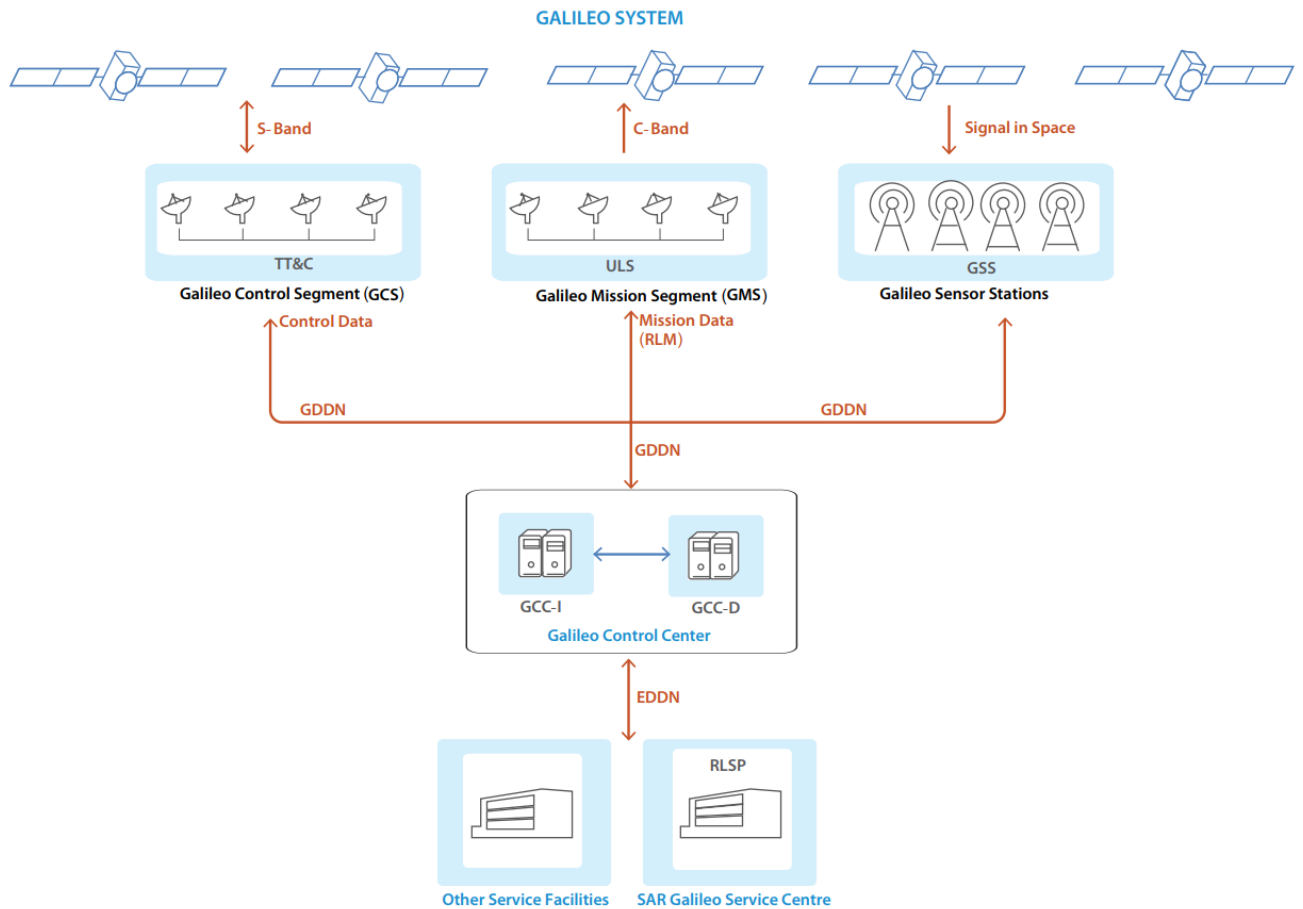 GALILEO SYSTEM
S-Band
C-Band
Signal in Space
TT&C
ULS
GSS
Galileo Control Segment (GCS)
Galileo Mission Segment (GMS)
Galileo Sensor Stations
Control Data
Mission Data
(RLM)
GDDN
GDDN
GDDN
GCC-I
GCC-D
Galileo Control Center
EDDN
RLSP
Other Service Facilities
SAR Galileo Service Centre